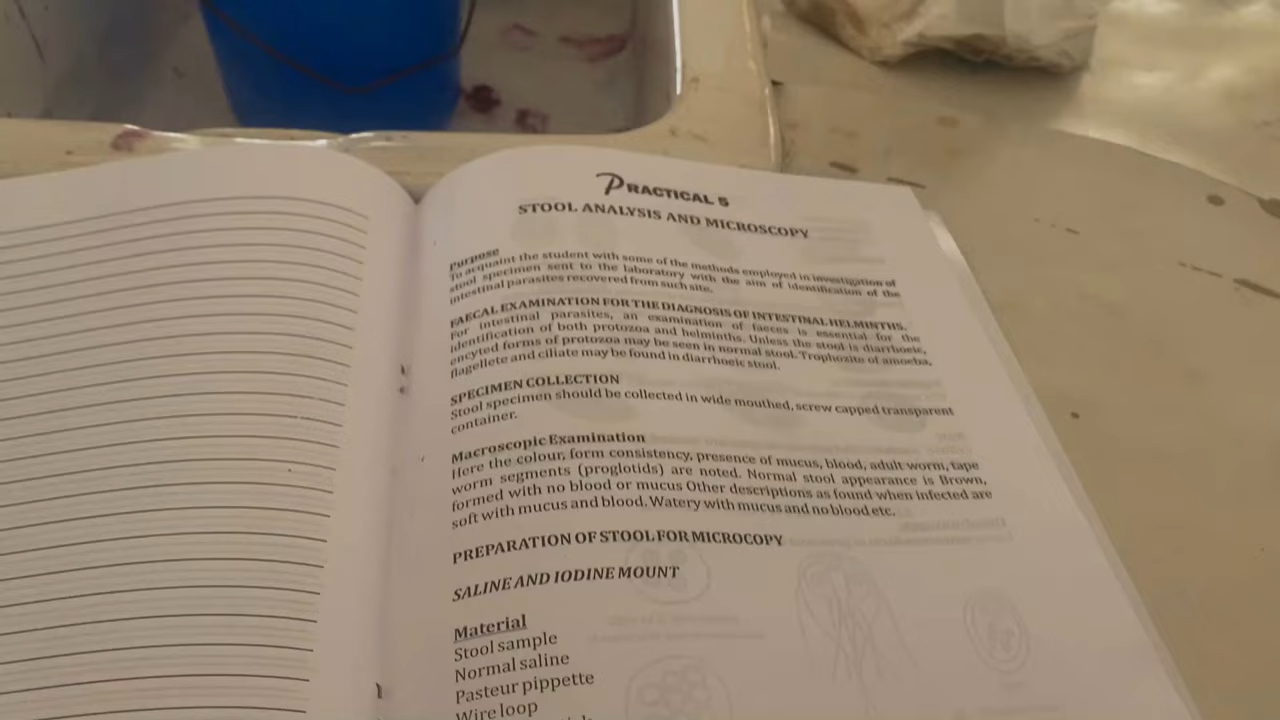 PRACTICAL 5
STOOL ANALYSIS AND MICROSCOPY
Purpose
To acquaint the student with some of the methods employed in investigation of
stool specimen sent to the laboratory with the aim of identification of the
intestinal parasites recovered from such site.
FAECAL EXAMINATION FOR THE DIAGNOSIS OF INTESTINAL HELMINTHS.
For intestinal parasites, an examination of faeces is essential for the
identification of both protozoa and helminths. Unless the stool is diarrhoeic,
encyted forms of protozoa may be seen in normal stool. Trophozite of amoeba,
flagellete and ciliate may be found in diarrhoeic stool.
SPECIMEN COLLECTION
Stool specimen should be collected in wide mouthed, screw capped transparent
container.
Macroscopic Examination
Here the colour, form consistency, presence of mucus, blood, adult worm, tape
worm segments (proglotids) are noted. Normal stool appearance is Brown,
formed with no blood or mucus Other descriptions as found when infected are
soft with mucus and blood, Watery with mucus and no blood etc.
PREPARATION OF STOOL FOR MICROCOPY
SALINE AND IODINE MOUNT
Material
Stool sample
Normal saline
Pasteur pippette
Wire loop